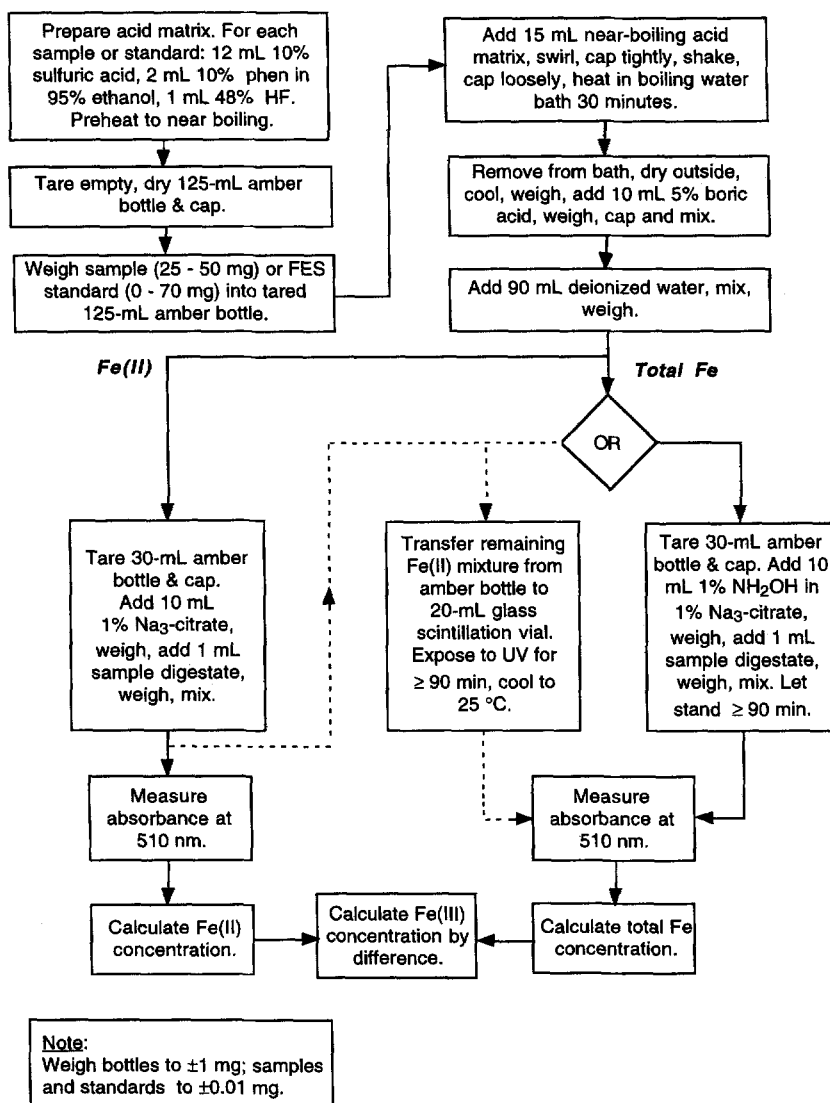 Prepare acid matrix. For each
sample or standard: 12 mL 10%
sulfuric acid, 2 mL 10% phen in
95% ethanol, 1 mL 48% HF.
Preheat to near boiling.
Tare empty, dry 125-mL amber
bottle & cap.
Weigh sample (25 - 50 mg) or FES
standard (0 - 70 mg) into tared
125-mL amber bottle.
Add 15 mL near-boiling acid
matrix, swirl, cap tightly, shake,
cap loosely, heat in boiling water
bath 30 minutes.
Remove from bath, dry outside,
cool, weigh, add 10 mL 5% boric
acid, weigh, cap and mix.
Add 90 mL deionized water, mix,
weigh.
Fe(II)
Total Fe
OR
Tare 30-mL amber
bottle & cap.
Add 10 mL
1% Na3-citrate,
weigh, add 1 mL
sample digestate,
weigh, mix.
Transfer remaining
Fe(II) mixture from
amber bottle to
20-mL glass
scintillation vial.
Expose to UV for
≥ 90 min, cool to
25 °C.
Tare 30-mL amber
bottle & cap. Add 10
mL 1% NH2OH in
1% Na3-citrate,
weigh, add 1 mL
sample digestate,
weigh, mix. Let
stand ≥ 90 min.
Measure
absorbance at
510 nm.
Measure
absorbance at
510 nm.
Calculate Fe(II)
concentration.
Calculate Fe(III)
concentration by
difference.
Calculate total Fe
concentration.
Note:
Weigh bottles to ±1 mg; samples
and standards to ±0.01 mg.